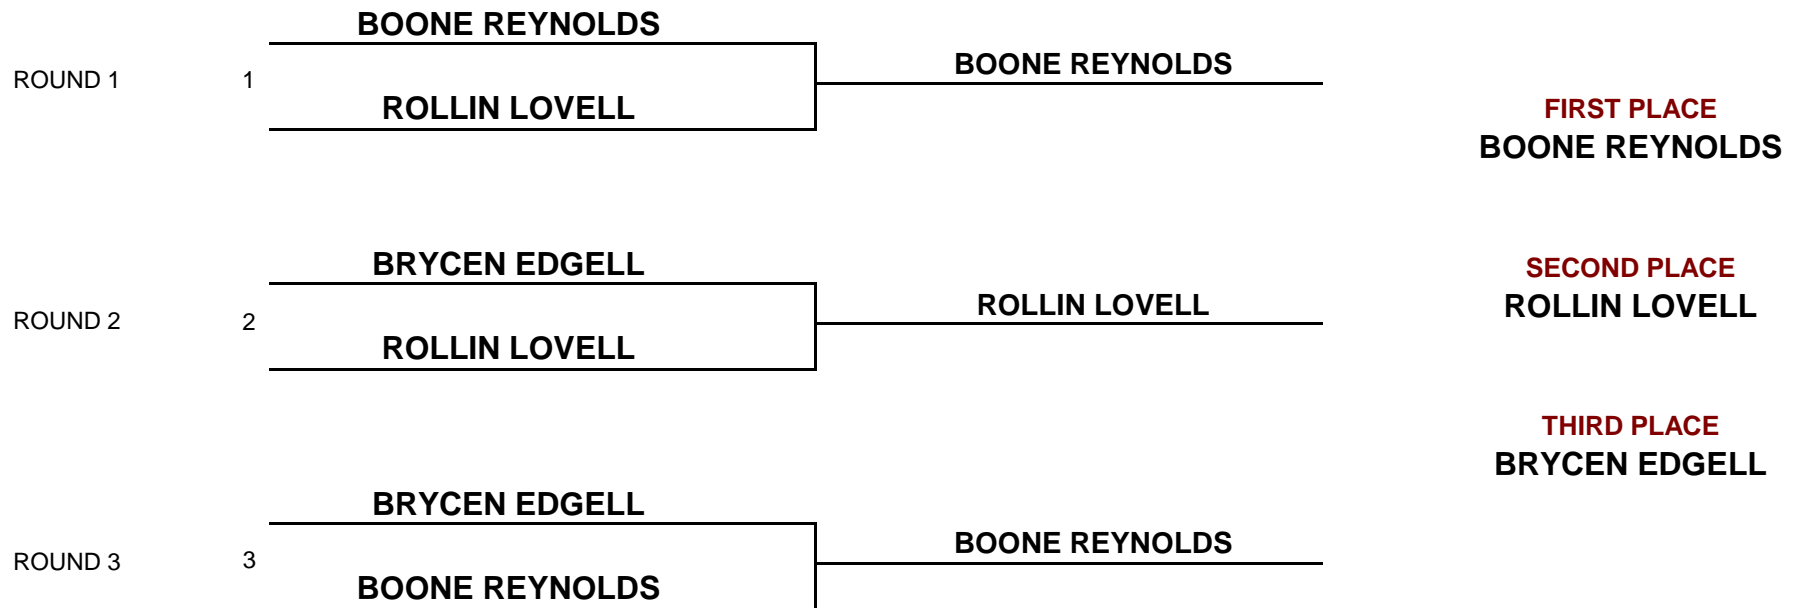 BOONE REYNOLDS
ROUND 1
1
BOONE REYNOLDS
ROLLIN LOVELL
FIRST PLACE
BOONE REYNOLDS
BRYCEN EDGELL
ROUND 2
2
ROLLIN LOVELL
ROLLIN LOVELL
SECOND PLACE
ROLLIN LOVELL
THIRD PLACE
BRYCEN EDGELL
BRYCEN EDGELL
ROUND 3
3
BOONE REYNOLDS
BOONE REYNOLDS